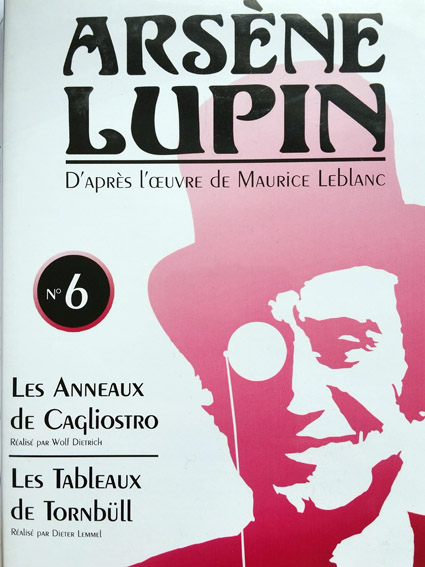 ARSÈNE
LUPIN
D'après l'œuvre de Maurice Leblanc
N° 6
Les Anneaux
de Cagliostro
Réalisé par Wolf Dietrich
Les Tableaux
de Tornbüll
Réalisé par Dieter Lemmel